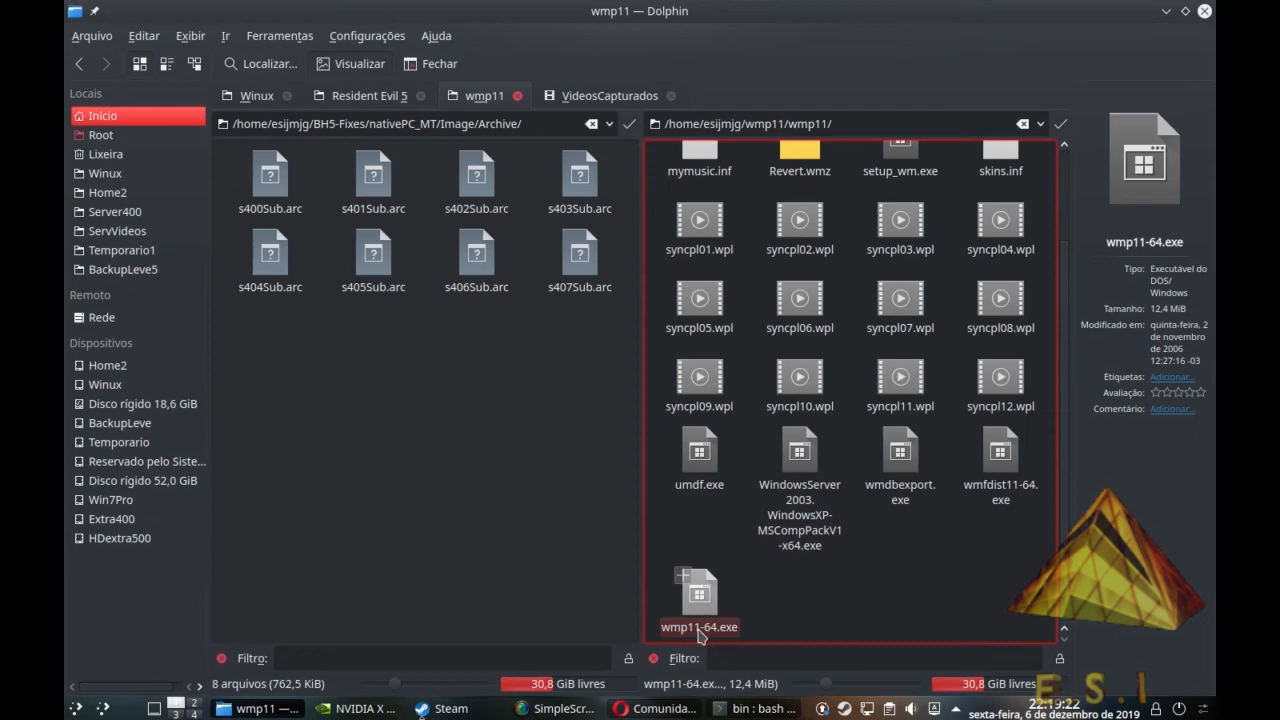 wmp11 — Dolphin
Arquivo Editar Exibir Ir Ferramentas Configurações Ajuda
Localizar... Visualizar Fechar
Locais
Início
Root
Lixeira
Winux
Home2
Server400
ServVideos
Temporario1
BackupLeve5
Remoto
Rede
Dispositivos
Home2
Winux
Disco rígido 18,6 GiB
BackupLeve
Temporario
Reservado pelo Siste...
Disco rígido 52,0 GiB
Win7Pro
Extra400
HDextra500
Winux Resident Evil 5 wmp11 VideosCapturados
/home/esijmjg/BH5-Fixes/nativePC_MT/Image/Archive/
s400Sub.arc s401Sub.arc s402Sub.arc s403Sub.arc
s404Sub.arc s405Sub.arc s406Sub.arc s407Sub.arc
Filtro:
8 arquivos (762,5 KiB) 30,8 GiB livres
/home/esijmjg/wmp11/wmp11/
mymusic.inf Revert.wmz setup_wm.exe skins.inf
syncpl01.wpl syncpl02.wpl syncpl03.wpl syncpl04.wpl
syncpl05.wpl syncpl06.wpl syncpl07.wpl syncpl08.wpl
syncpl09.wpl syncpl10.wpl syncpl11.wpl syncpl12.wpl
umdf.exe
WindowsServer
2003.
WindowsXP-
MSCompPackV1
-x64.exe
wmdbexport.
exe
wmfdist11-64.
exe
wmp11-64.exe
Filtro:
wmp11-64.ex..., 12,4 MiB) 30,8 GiB livres
wmp11-64.exe
Tipo: Executável do
DOS/
Windows
Tamanho: 12,4 MiB
Modificado em: quinta-feira, 2
de novembro
de 2006
12:27:16 -03
Etiquetas: Adicionar...
Avaliação:
Comentário: Adicionar...
E.S.I
2
3 4
wmp11 —... NVIDIA X ... Steam SimpleScr... Comunida... bin : bash ...
22:19:22
sexta-feira, 6 de dezembro de 2019